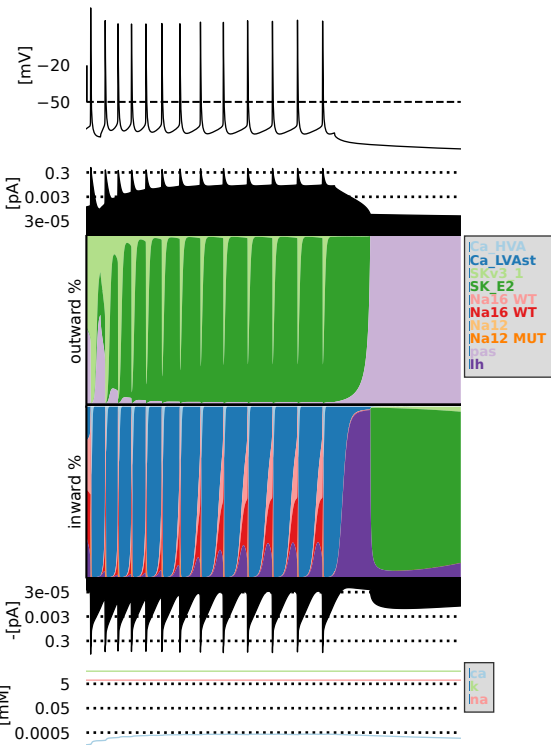 [mV]
−20
−50
[pA]
0.3
0.003
3e-05
outward %
Ca_HVA
Ca_LVAst
SKv3_1
SK_E2
Na16 WT
Na16 WT
Na12
Na12 MUT
pas
Ih
inward %
-[pA]
3e-05
0.003
0.3
[mM]
5
0.05
0.0005
ca
k
na